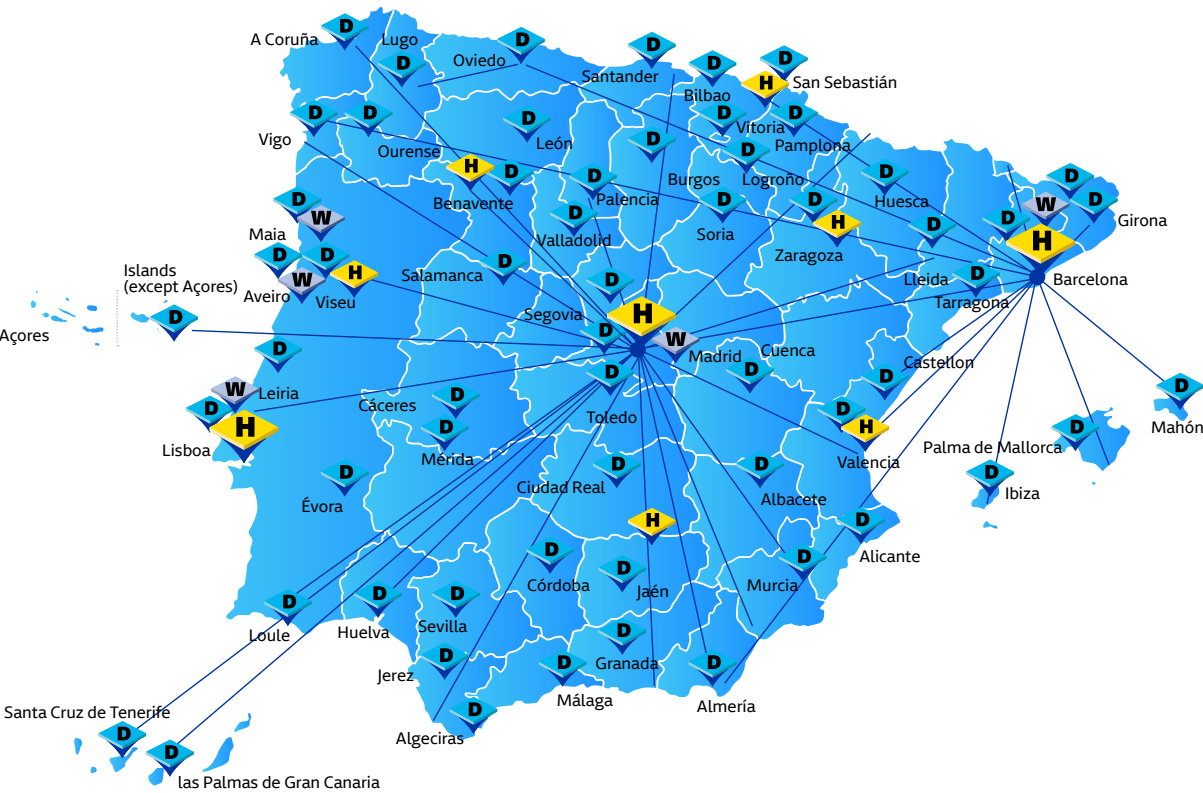 D
A Coruña
Lugo
D
Oviedo
D
D
Santander
D
Bilbao
D
H
San Sebastián
D
Vigo
D
Ourense
D
León
D
D
Vitoria
D
Pamplona
H
D
Benavente
D
Palencia
Burgos
D
Logroño
D
Huesca
D
W
Maia
D
Valladolid
D
Soria
D
H
Zaragoza
D
Lleida
D
W
D
D
Girona
H
Barcelona
Islands
(except Açores)
D
D
W
H
Aveiro
Viseu
Salamanca
D
D
Segovia
D
H
W
Madrid
D
Tarragona
Açores
D
D
Leiria
W
D
H
Lisboa
Cáceres
D
D
Mérida
D
Toledo
Cuenca
D
Castellon
D
D
H
Valencia
D
Mahón
Palma de Mallorca
D
D
Ibiza
D
Évora
D
Ciudad Real
D
Albacete
H
D
Alicante
D
Córdoba
D
Jaén
D
Murcia
D
Loule
D
Huelva
D
Sevilla
D
Jerez
D
Granada
D
Málaga
D
Almería
D
Algeciras
Santa Cruz de Tenerife
D
D
las Palmas de Gran Canaria